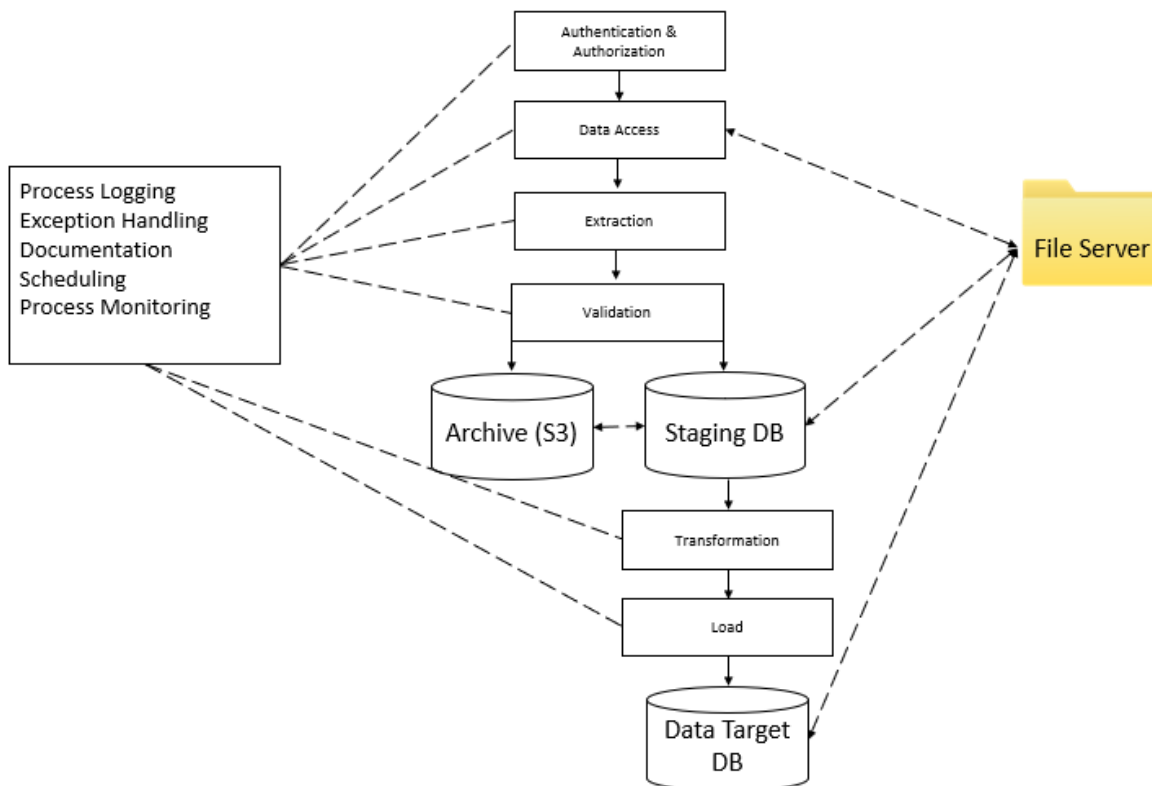 Authentication &
Authorization
Data Access
Process Logging
Exception Handling
Documentation
Scheduling
Process Monitoring
Extraction
File Server
Validation
Archive (S3)
Staging DB
Transformation
Load
Data Target
DB